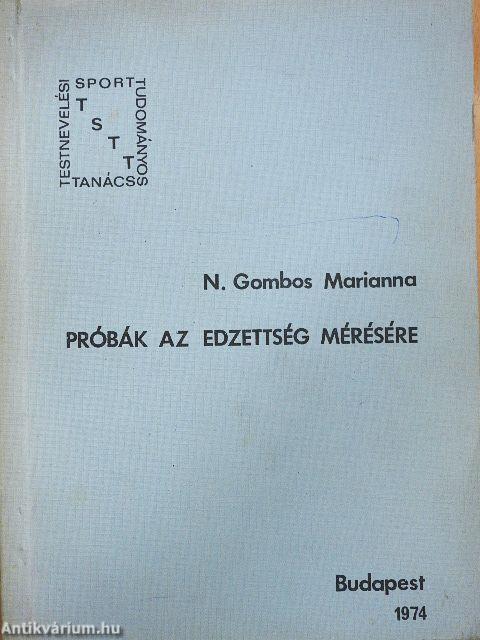 TESTNEVELÉSI
SPORT
TUDOMÁNYOS
TANÁCS
T
S
T
T
N. Gombos Marianna
PRÓBÁK AZ EDZETTSÉG MÉRÉSÉRE
Budapest
1974
Antikvárium.hu